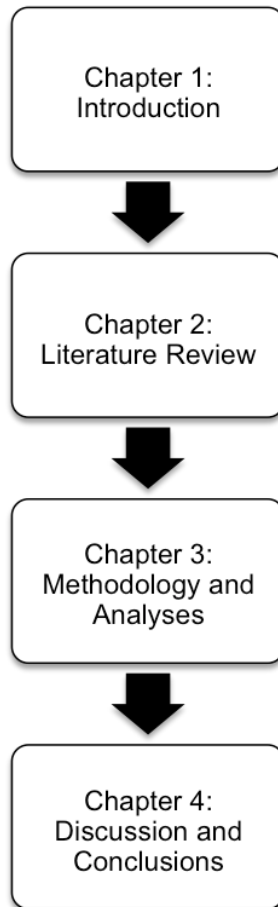 Chapter 1:
Introduction
Chapter 2:
Literature Review
Chapter 3:
Methodology and
Analyses
Chapter 4:
Discussion and
Conclusions